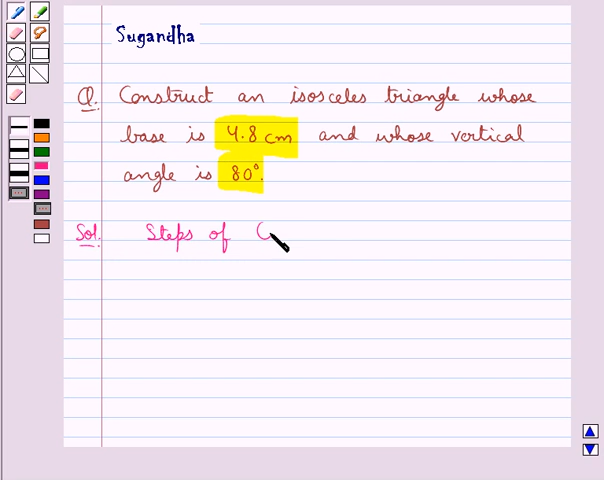 Sugandha
Q. Construct an isosceles triangle whose
base is 4.8 cm and whose vertical
angle is 80°.
Sol. Steps of C